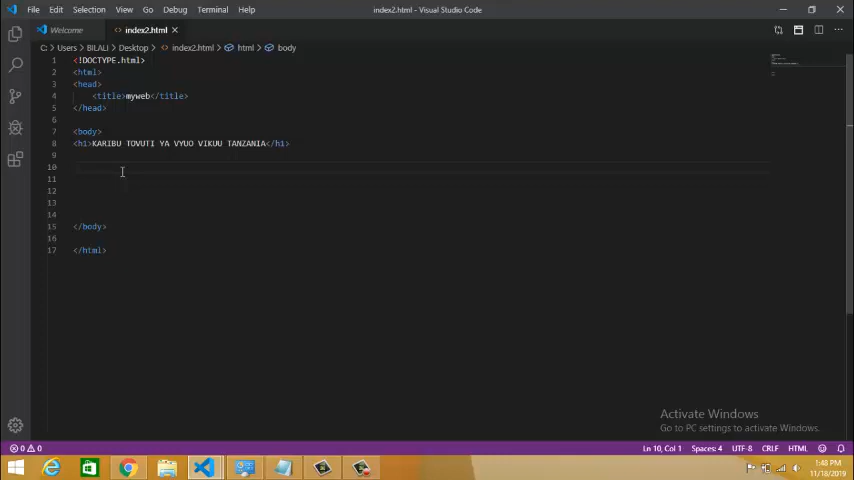 File Edit Selection View Go Debug Terminal Help index2.html - Visual Studio Code
Welcome index2.html
C: > Users > BILALI > Desktop > index2.html > html > body
1 <!DOCTYPE.html>
2 <html>
3 <head>
4 <title>myweb</title>
5 </head>
6
7 <body>
8 <h1>KARIBU TOVUTI YA VYUO VIKUU TANZANIA</h1>
9
10
11
12
13
14
15 </body>
16
17 </html>
Activate Windows
Go to PC settings to activate Windows.
0 0 Ln 10, Col 1 Spaces: 4 UTF-8 CRLF HTML
1:48 PM
11/18/2019